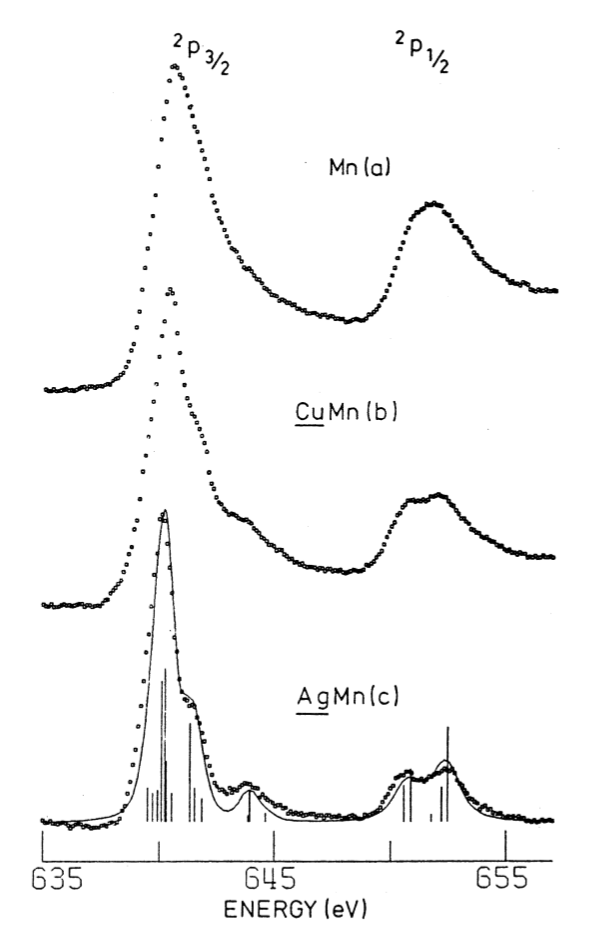 ²p3/2 ²p1/2
Mn(a)
CuMn(b)
AgMn(c)
635 645 655
ENERGY (eV)